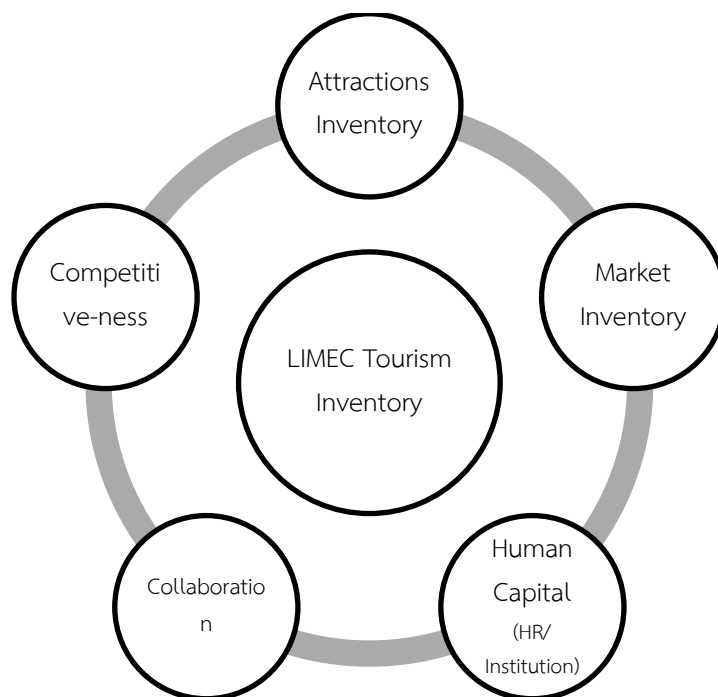 Attractions
Inventory
Competiti
ve-ness
Market
Inventory
LIMEC Tourism
Inventory
Collaboratio
n
Human
Capital
(HR/
Institution)